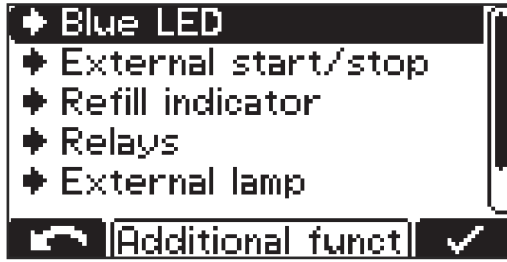 Blue LED
External start/stop
Refill indicator
Relays
External lamp
Additional funct